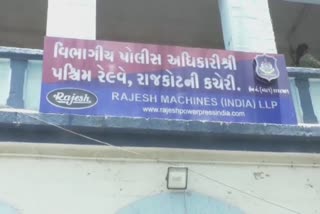 વિભાગીય પોલીસ અધિકારીશ્રી
પશ્ચિમ રેલ્વે, રાજકોટની કચેરી.
Rajesh
RAJESH MACHINES (INDIA) LLP
www.rajeshpowerpressindia.com